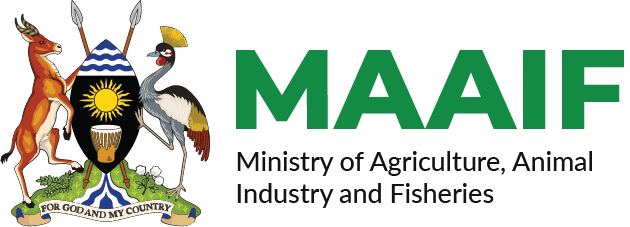 MAAIF
Ministry of Agriculture, Animal
Industry and Fisheries
FOR GOD AND MY COUNTRY